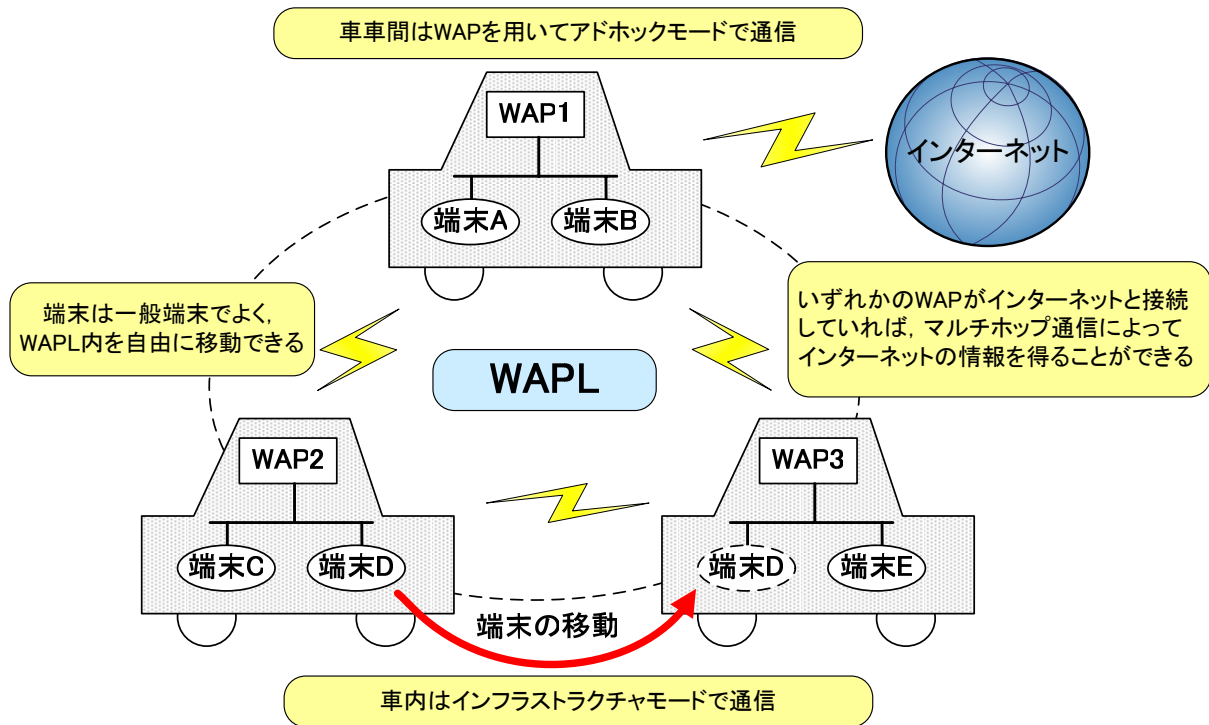 車車間はWAPを用いてアドホックモードで通信
WAP1
インターネット
端末A
端末B
端末は一般端末でよく,
WAPL内を自由に移動できる
いずれかのWAPがインターネットと接続
していれば, マルチホップ通信によって
インターネットの情報を得ることができる
WAPL
WAP2
WAP3
端末C
端末D
端末D
端末E
端末の移動
車内はインフラストラクチャモードで通信